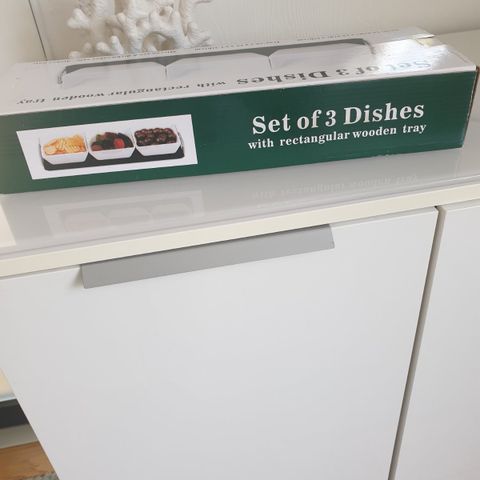 Set of 3 Dishes
with rectangular wooden tray
Set of 3 Dishes
with rectangular wooden tray